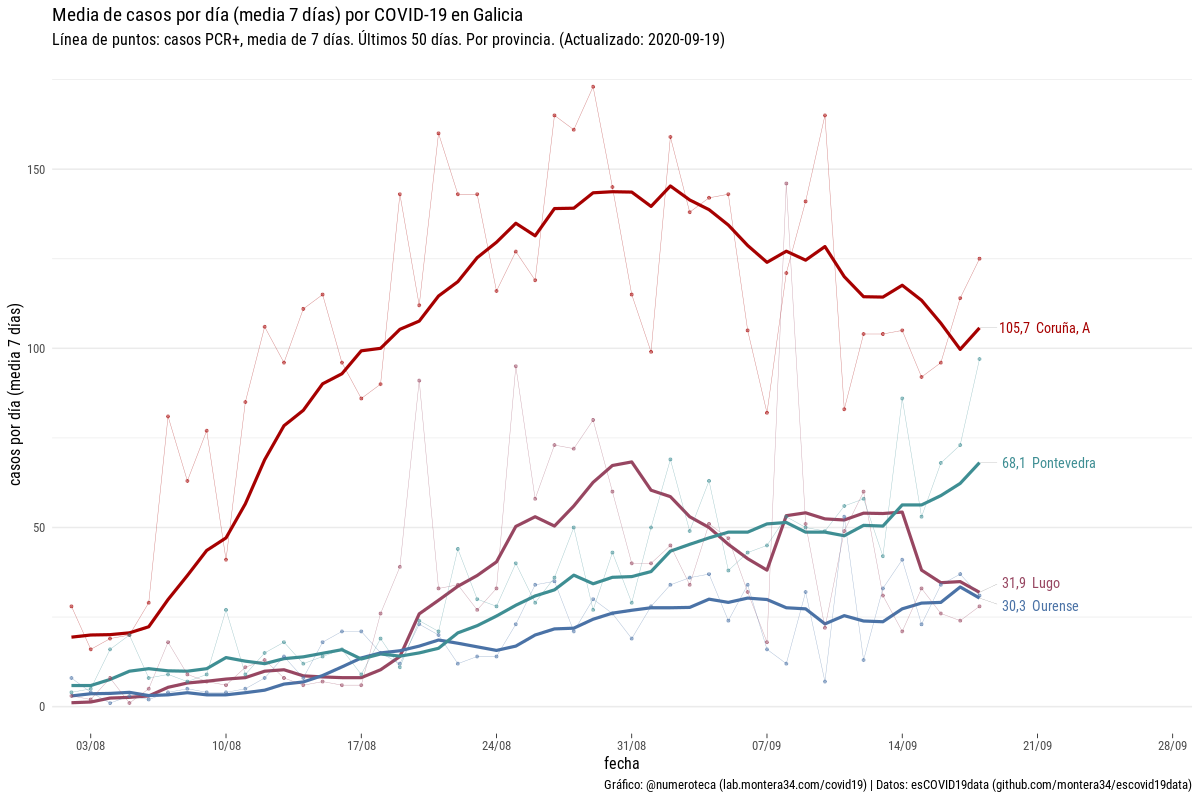 Media de casos por día (media 7 días) por COVID-19 en Galicia
Línea de puntos: casos PCR+, media de 7 días. Últimos 50 días. Por provincia. (Actualizado: 2020-09-19)
casos por día (media 7 días)
150
100
50
0
105,7 Coruña, A
68,1 Pontevedra
31,9 Lugo
30,3 Ourense
03/08 10/08 17/08 24/08 31/08 07/09 14/09 21/09 28/09
fecha
Gráfico: @numeroteca (lab.montera34.com/covid19) | Datos: esCOVID19data (github.com/montera34/escovid19data)